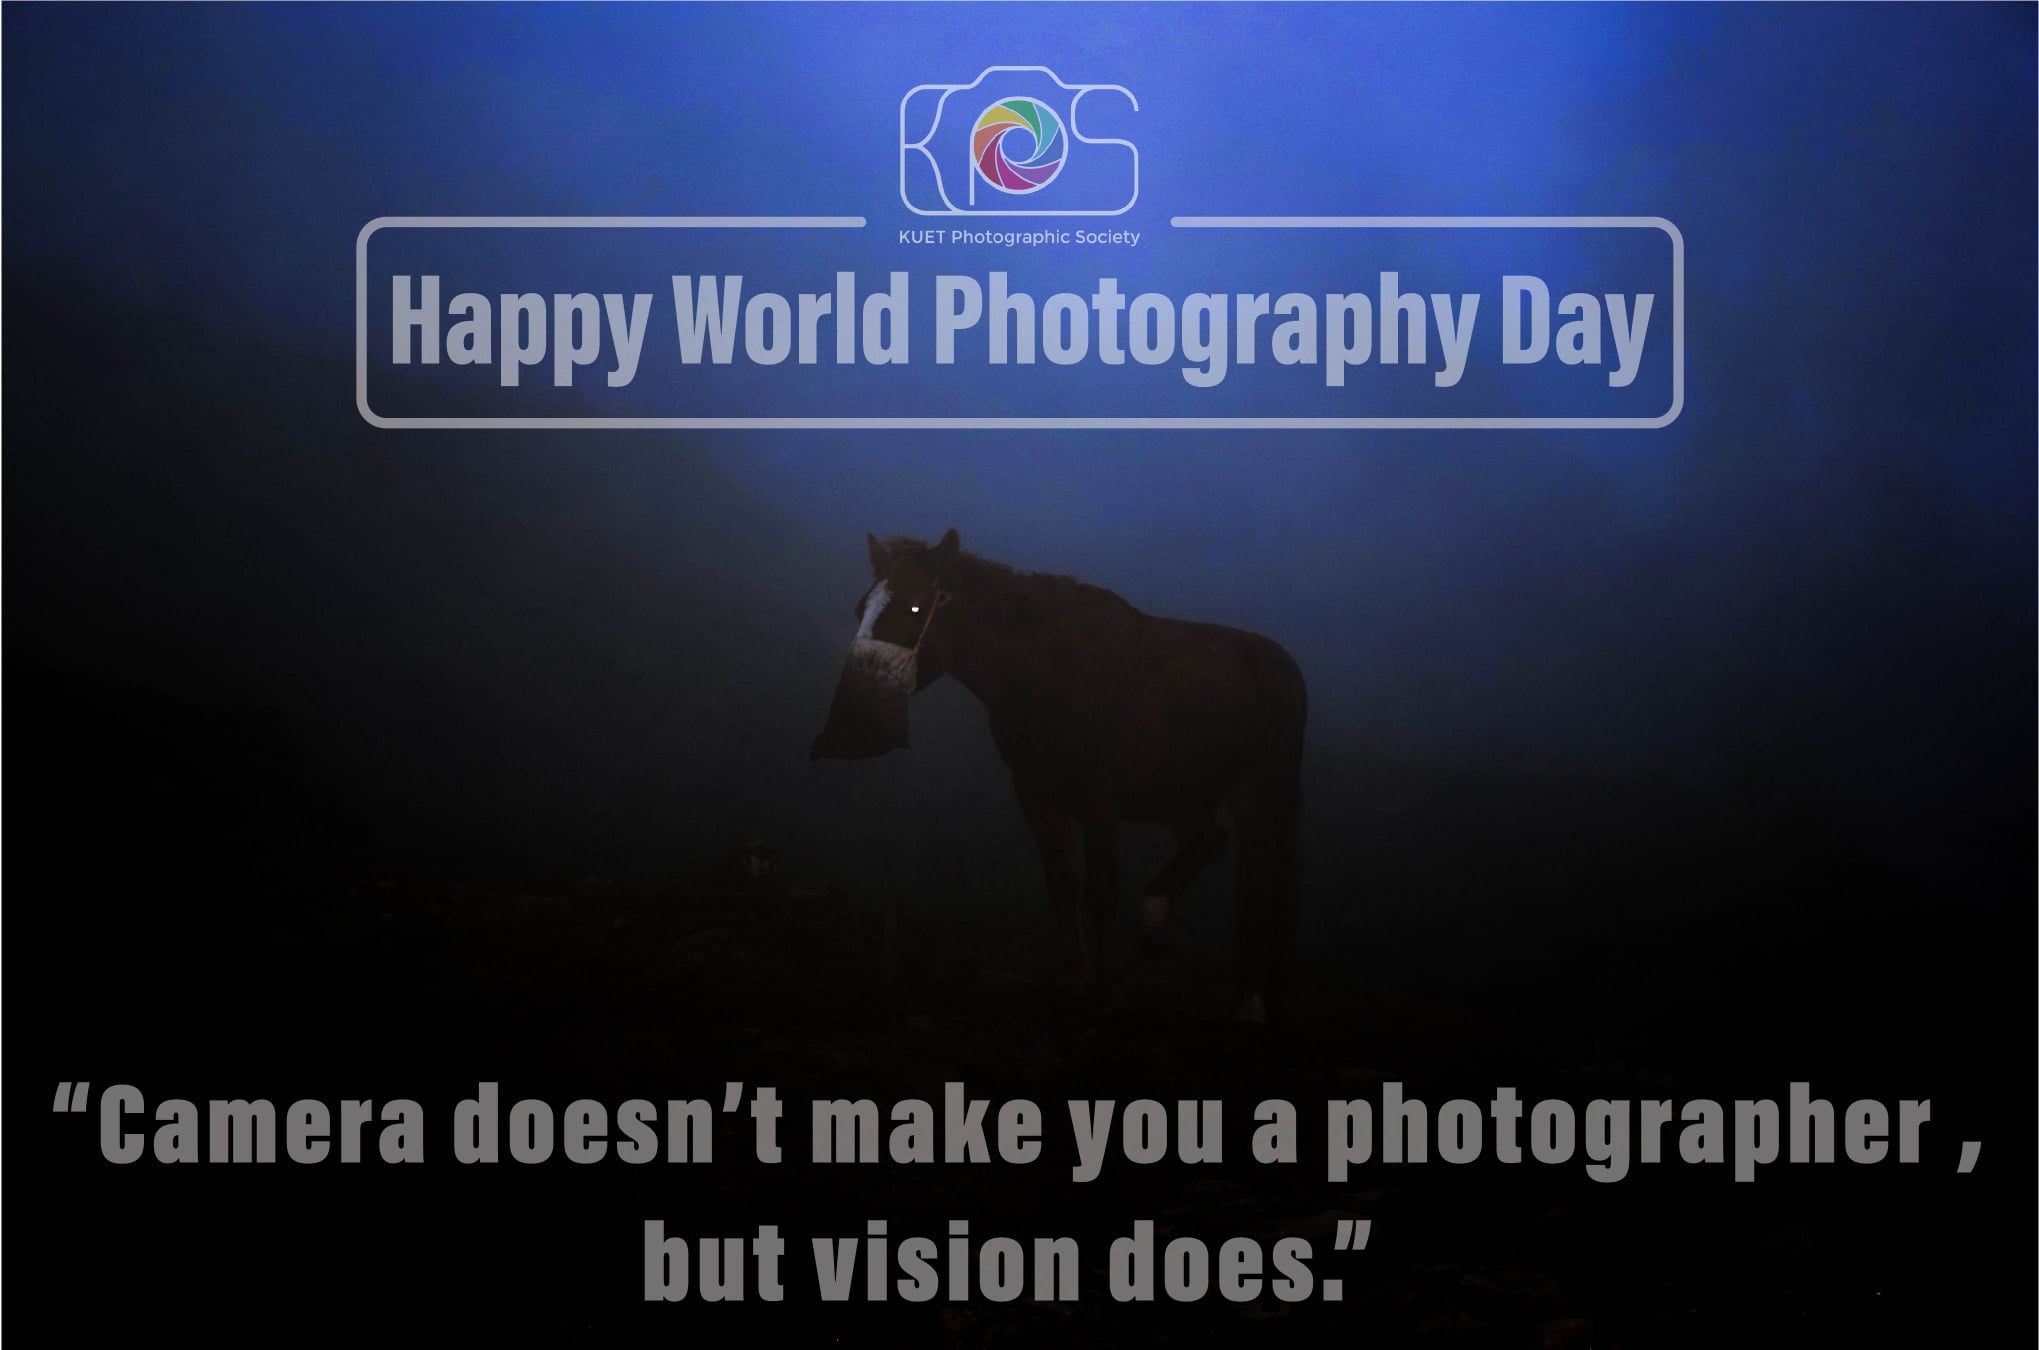 KPS
KUET Photographic Society
Happy World Photography Day
“Camera doesn’t make you a photographer ,
but vision does.”